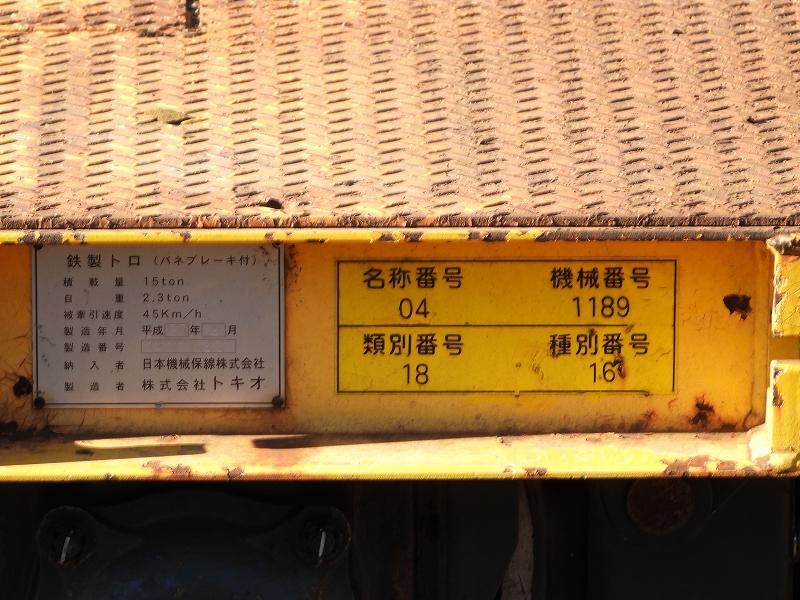 鉄製トロ（バネブレーキ付）
積載量 15ton
自重 2.3ton
被牽引速度 45Km/h
製造年月 平成 年 月
製造番号
納入者 日本機械保線株式会社
製造者 株式会社トキオ
名称番号 機械番号
04 1189
類別番号 種別番号
18 16